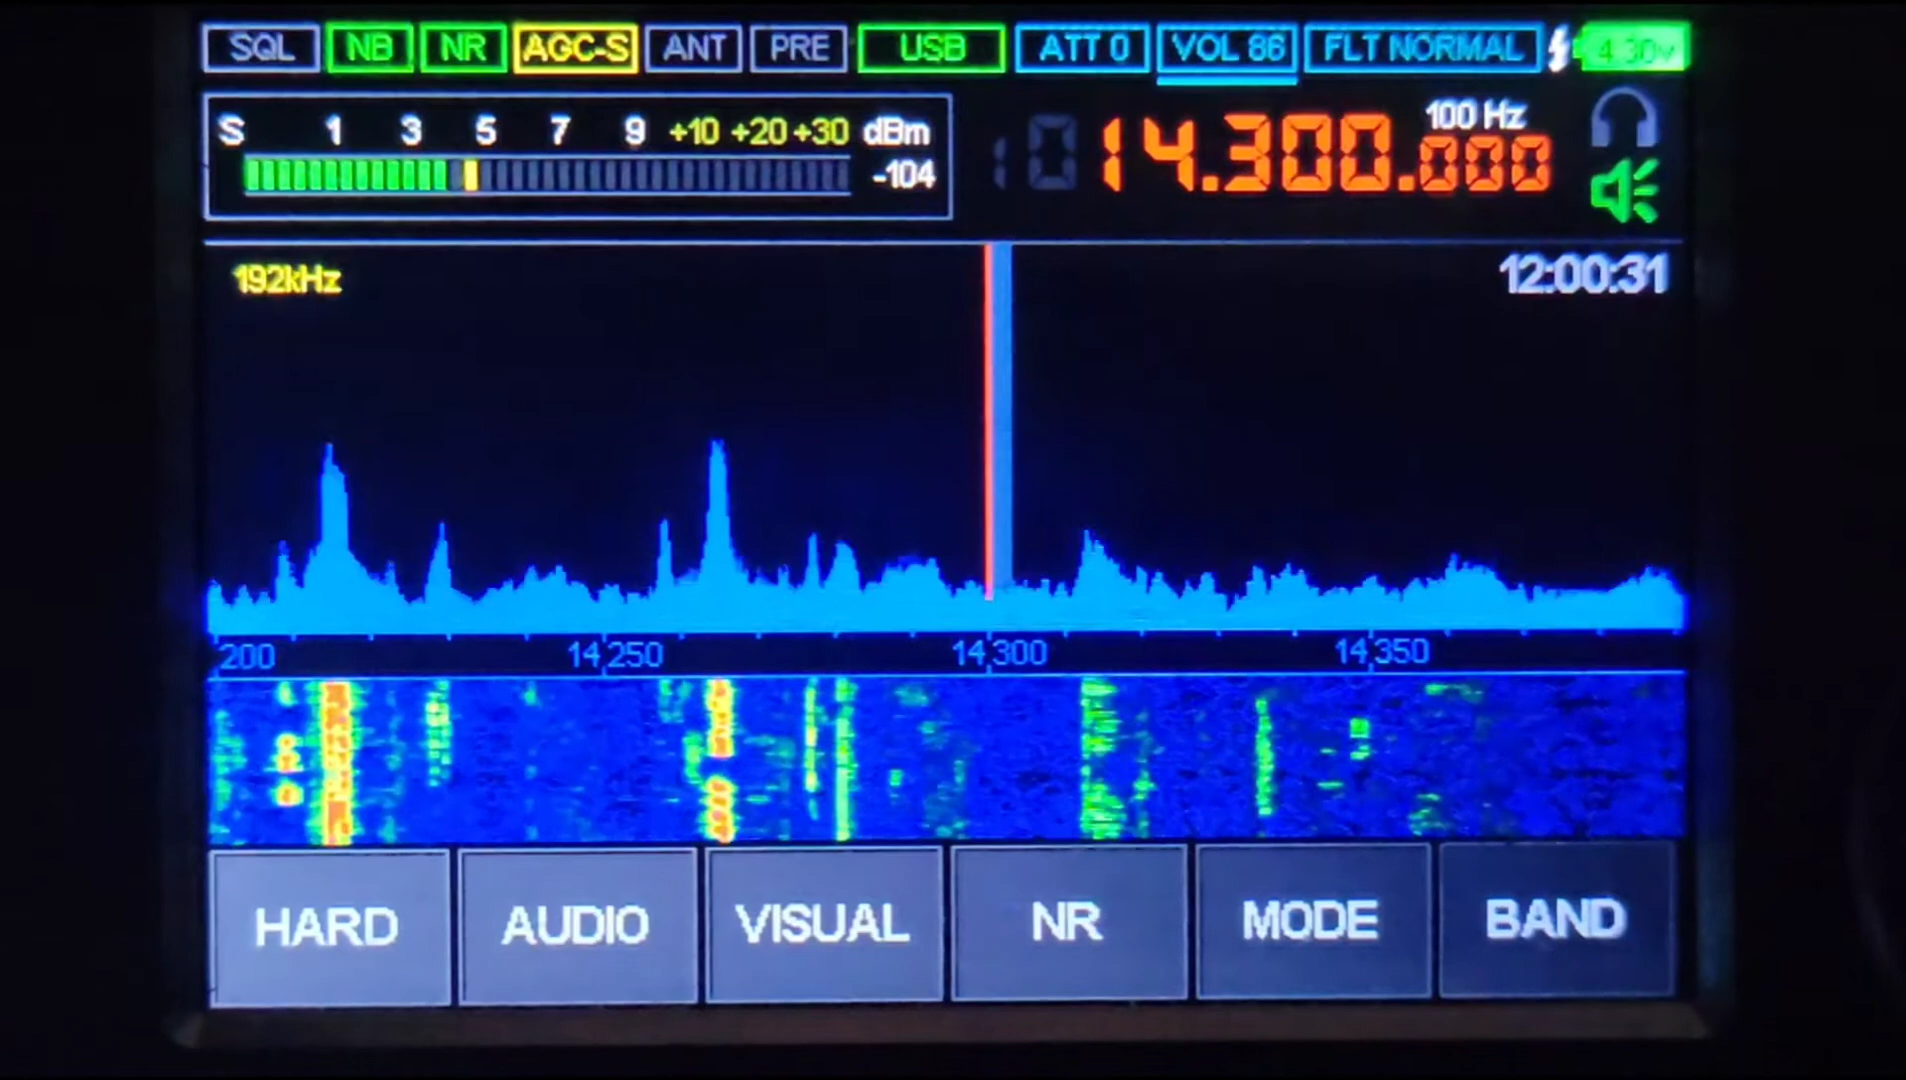 SQL NB NR AGC-S ANT PRE USB ATT 0 VOL 86 FLT NORMAL 4.30v
S 1 3 5 7 9 +10 +20 +30 dBm
-104
14.300.000
100 Hz
192kHz
12:00:31
200 14,250 14,300 14,350
HARD AUDIO VISUAL NR MODE BAND